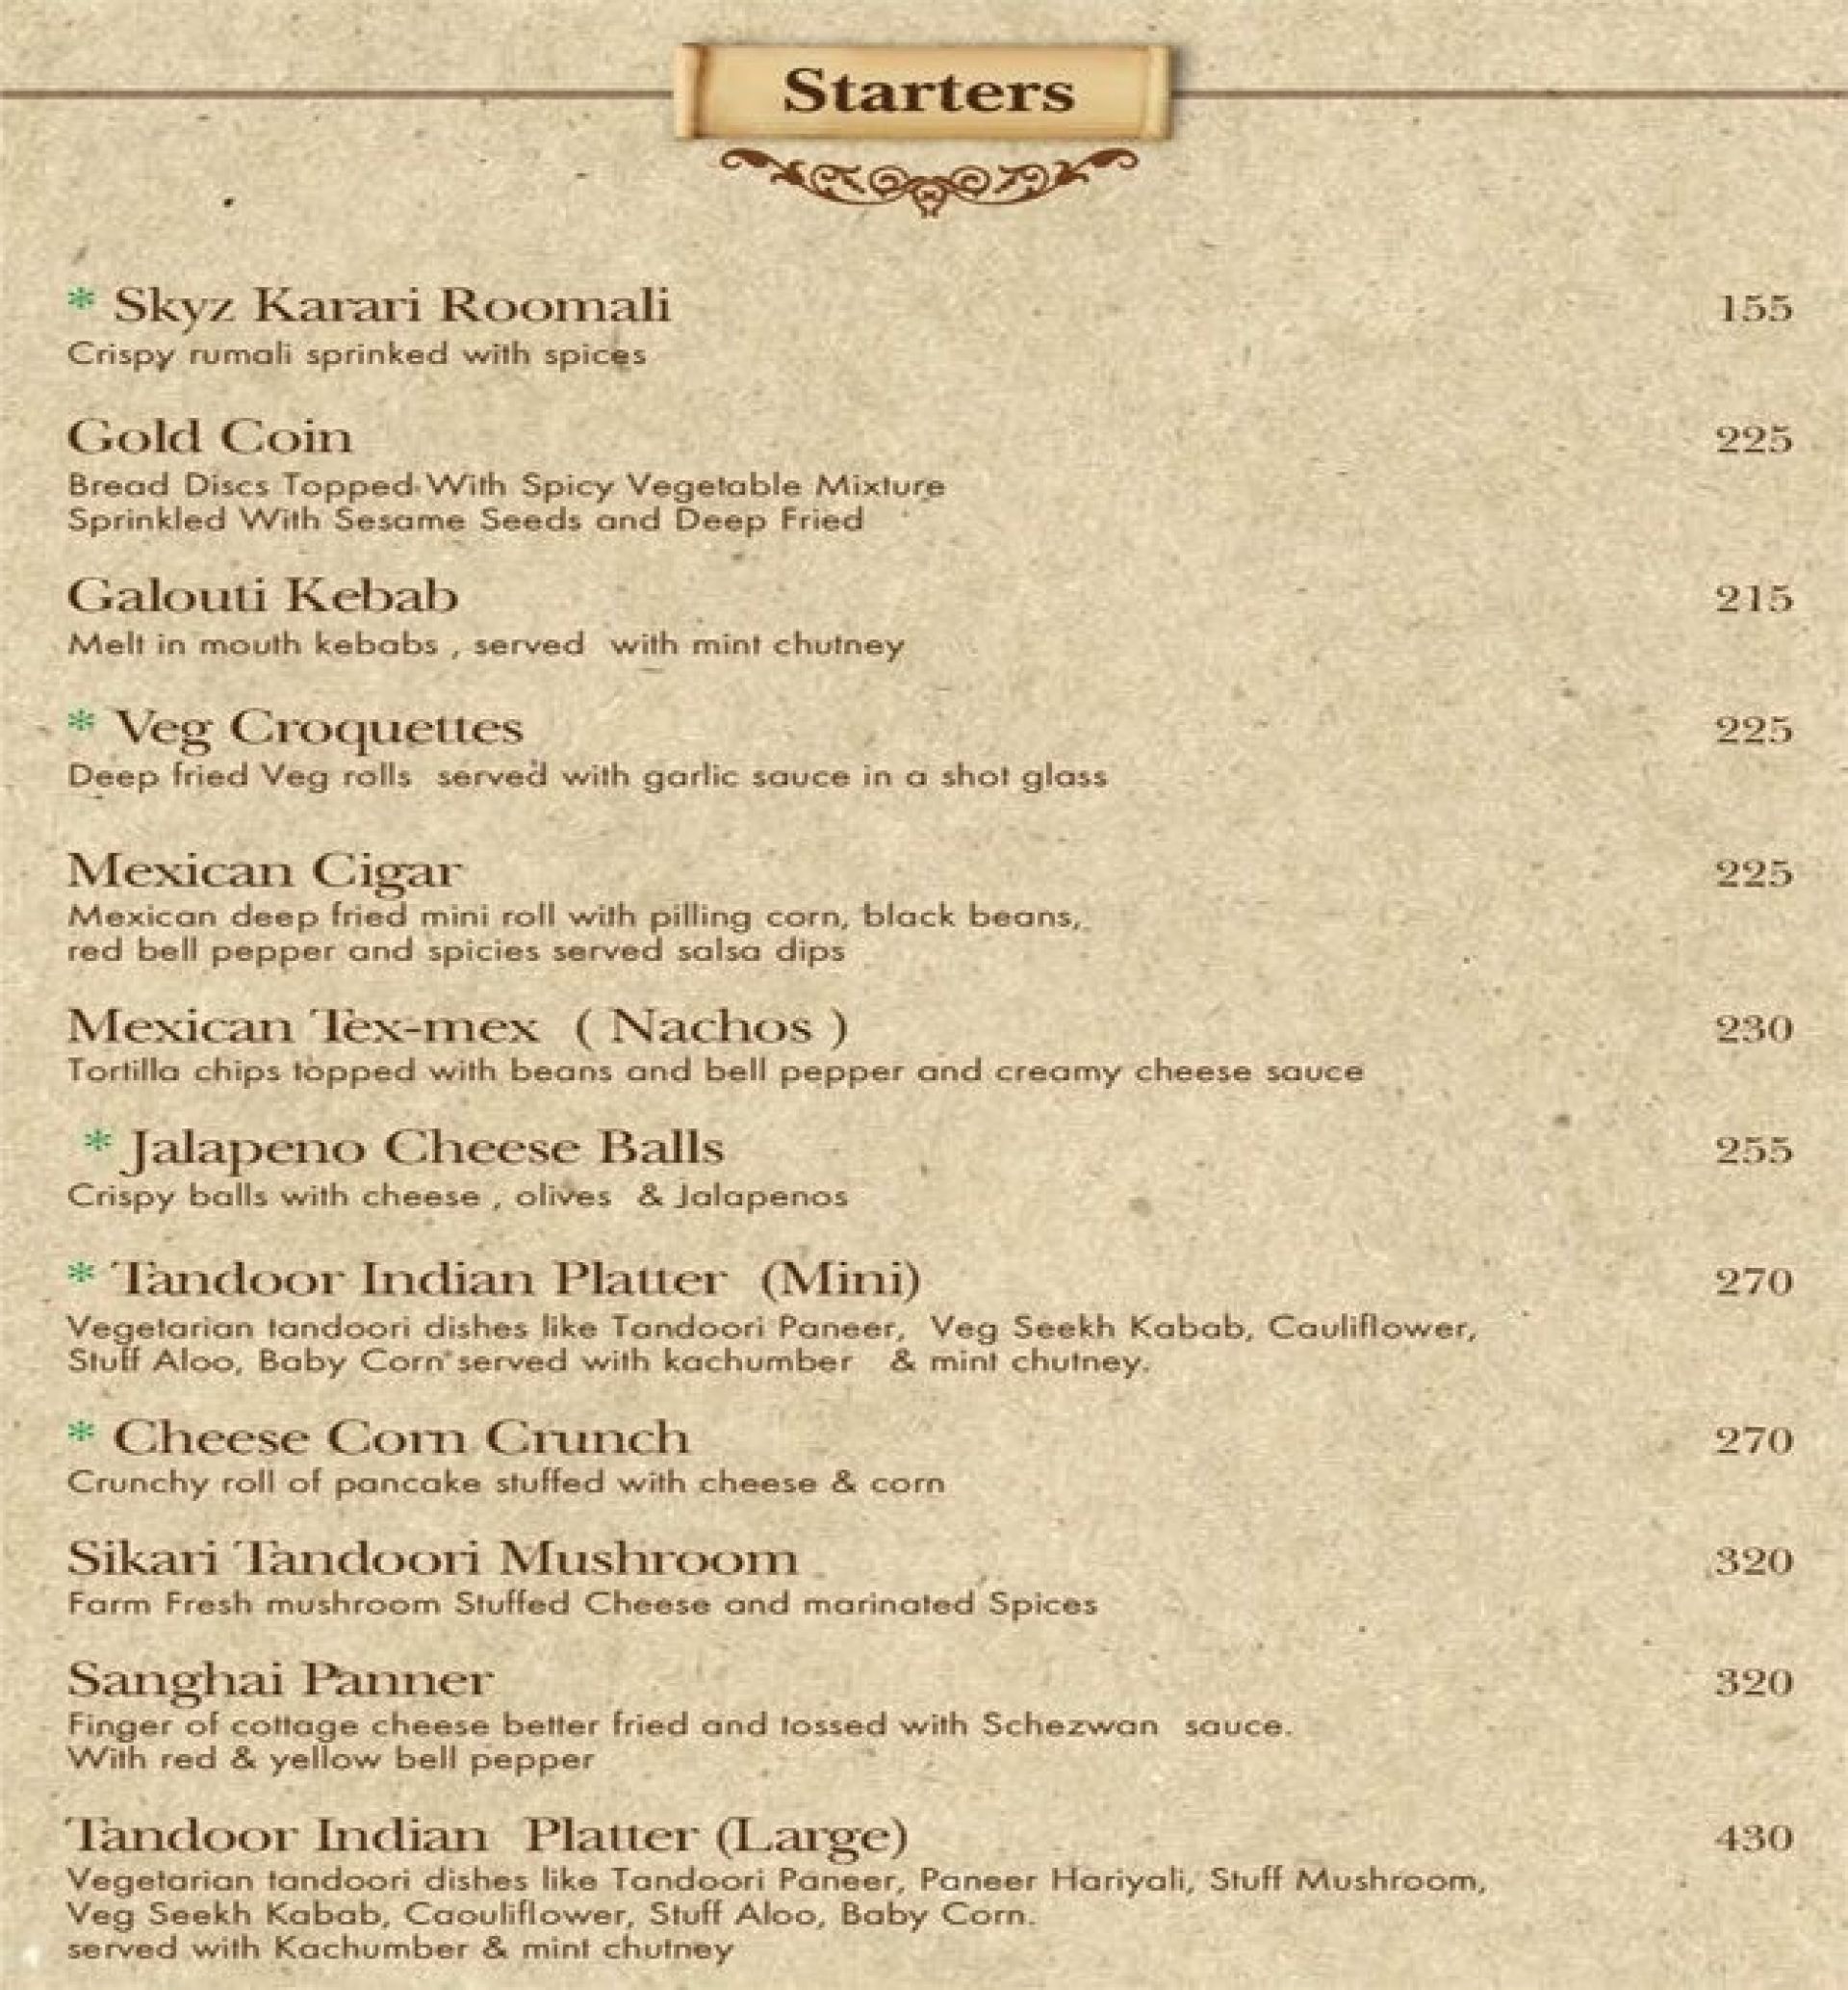 Starters
* Skyz Karari Roomali 155
Crispy rumali sprinked with spices
Gold Coin 225
Bread Discs Topped With Spicy Vegetable Mixture
Sprinkled With Sesame Seeds and Deep Fried
Galouti Kebab 215
Melt in mouth kebabs , served with mint chutney
* Veg Croquettes 225
Deep fried Veg rolls served with garlic sauce in a shot glass
Mexican Cigar 225
Mexican deep fried mini roll with pilling corn, black beans,
red bell pepper and spicies served salsa dips
Mexican Tex-mex ( Nachos ) 230
Tortilla chips topped with beans and bell pepper and creamy cheese sauce
* Jalapeno Cheese Balls 255
Crispy balls with cheese , olives & Jalapenos
* Tandoor Indian Platter (Mini) 270
Vegetarian tandoori dishes like Tandoori Paneer, Veg Seekh Kabab, Cauliflower,
Stuff Aloo, Baby Corn served with kachumber & mint chutney.
* Cheese Corn Crunch 270
Crunchy roll of pancake stuffed with cheese & corn
Sikari Tandoori Mushroom 320
Farm Fresh mushroom Stuffed Cheese and marinated Spices
Sanghai Panner 320
Finger of cottage cheese better fried and tossed with Schezwan sauce.
With red & yellow bell pepper
Tandoor Indian Platter (Large) 430
Vegetarian tandoori dishes like Tandoori Paneer, Paneer Hariyali, Stuff Mushroom,
Veg Seekh Kabab, Caouliflower, Stuff Aloo, Baby Corn.
served with Kachumber & mint chutney